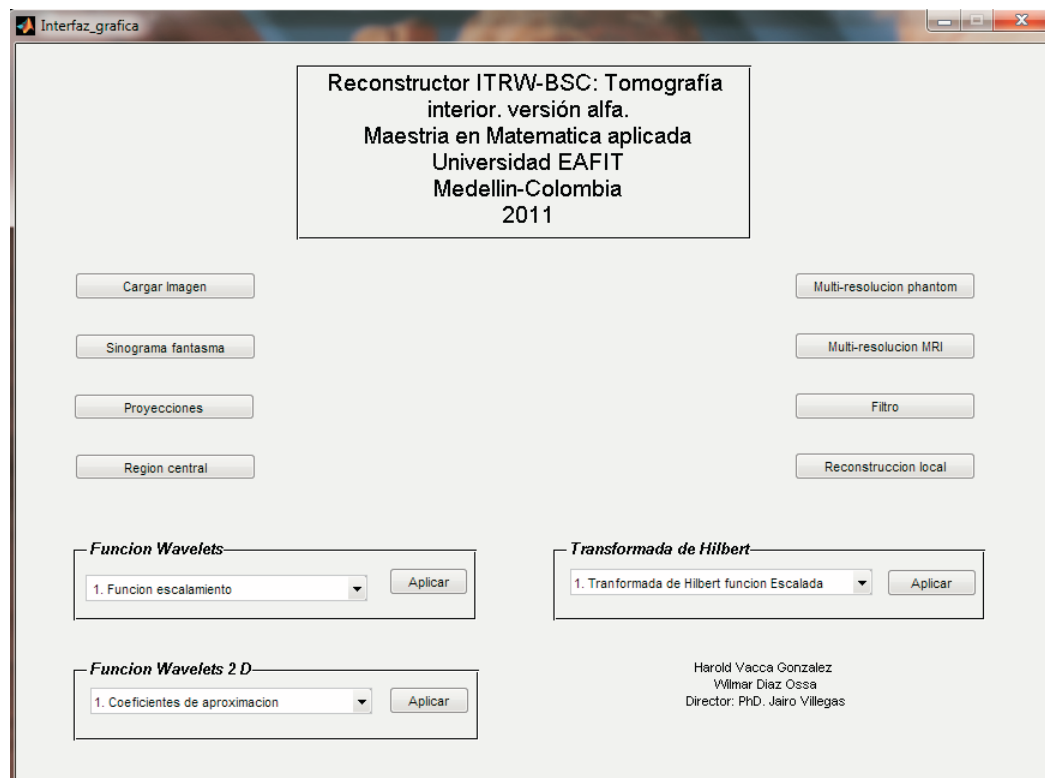 Interfaz_grafica
Reconstructor ITRW-BSC: Tomografía
interior. versión alfa.
Maestria en Matematica aplicada
Universidad EAFIT
Medellin-Colombia
2011
Cargar Imagen
Multi-resolucion phantom
Sinograma fantasma
Multi-resolucion MRI
Proyecciones
Filtro
Region central
Reconstruccion local
Funcion Wavelets
1. Funcion escalamiento
Aplicar
Transformada de Hilbert
1. Tranformada de Hilbert funcion Escalada
Aplicar
Funcion Wavelets 2 D
1. Coeficientes de aproximacion
Aplicar
Harold Vacca Gonzalez
Wilmar Diaz Ossa
Director: PhD. Jairo Villegas